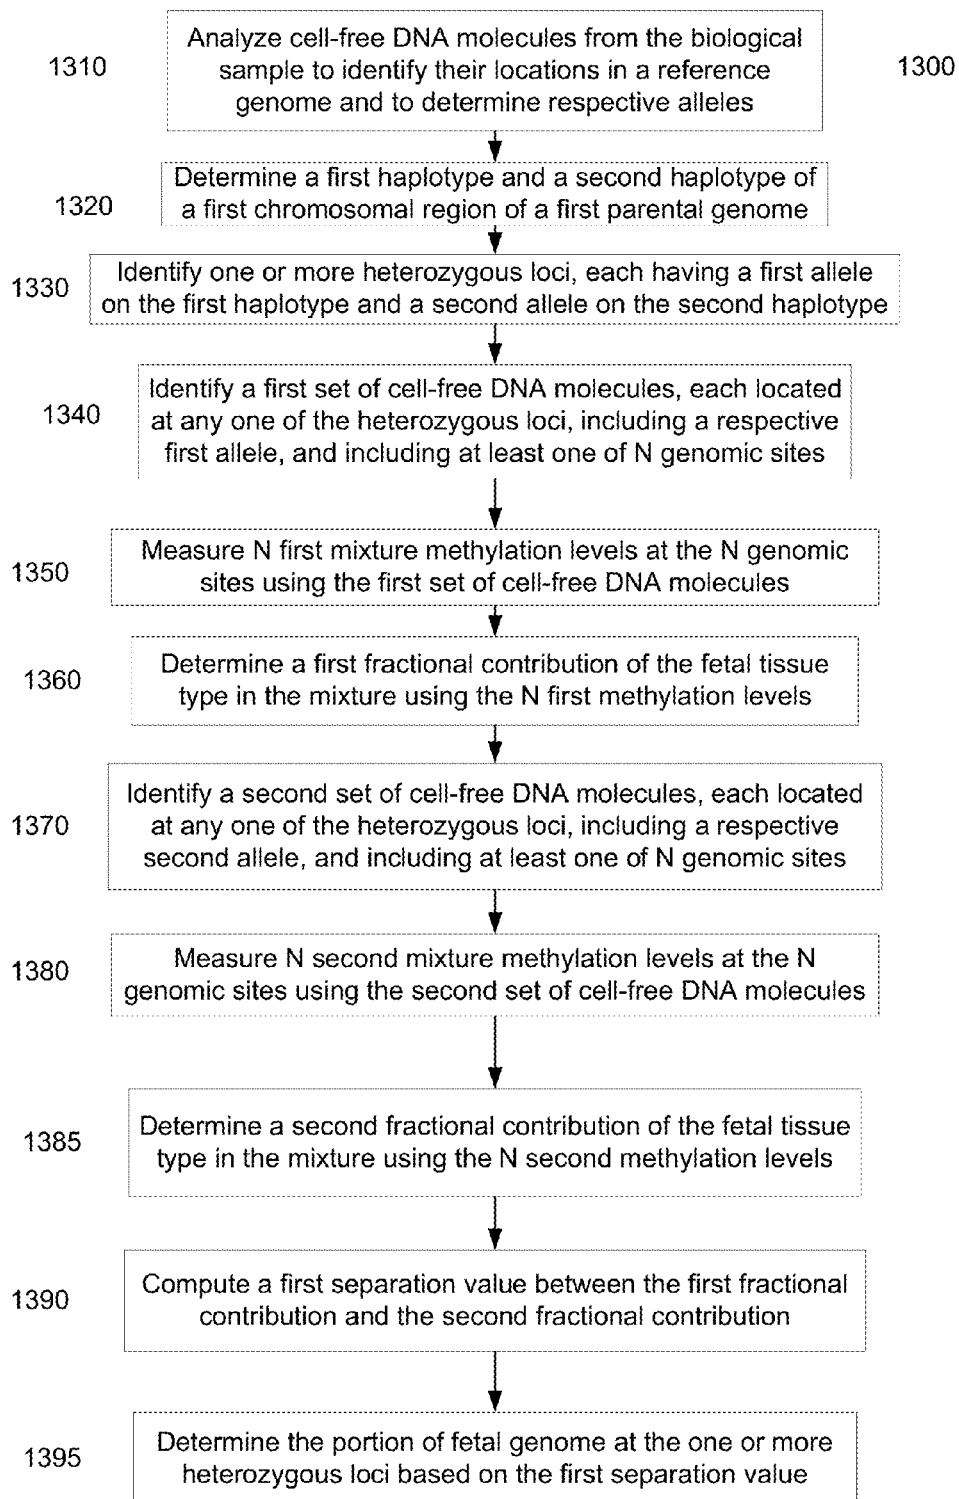 Analyze cell-free DNA molecules from the biological
1310
sample to identify their locations in a reference
1300
genome and to determine respective alleles
Determine a first haplotype and a second haplotype of
1320
a first chromosomal region of a first parental genome
1330
Identify one or more heterozygous loci, each having a first allele
on the first haplotype and a second allele on the second haplotype
Identify a first set of cell-free DNA molecules, each located
1340
at any one of the heterozygous loci, including a respective
first allele, and including at least one of N genomic sites
1350
Measure N first mixture methylation levels at the N genomic
sites using the first set of cell-free DNA molecules
1360
Determine a first fractional contribution of the fetal tissue
type in the mixture using the N first methylation levels
Identify a second set of cell-free DNA molecules, each located
1370
at any one of the heterozygous loci, including a respective
second allele, and including at least one of N genomic sites
1380
Measure N second mixture methylation levels at the N
genomic sites using the second set of cell-free DNA molecules
1385
Determine a second fractional contribution of the fetal tissue
type in the mixture using the N second methylation levels
1390
Compute a first separation value between the first fractional
contribution and the second fractional contribution
1395
Determine the portion of fetal genome at the one or more
heterozygous loci based on the first separation value